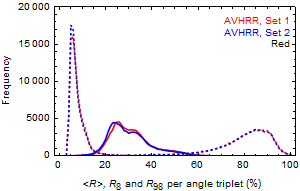 AVHRR, Set 1
AVHRR, Set 2
Red
20 000
15 000
10 000
5000
0
Frequency
0 20 40 60 80 100
<R>, R8 and R98 per angle triplet (%)